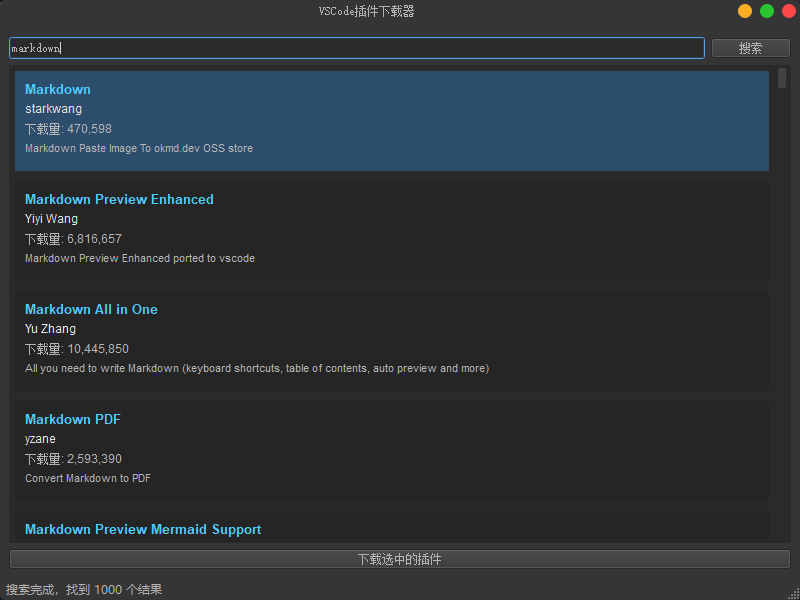 VSCode插件下载器
markdown
搜索
Markdown
starkwang
下载量: 470,598
Markdown Paste Image To okmd.dev OSS store
Markdown Preview Enhanced
Yiyi Wang
下载量: 6,816,657
Markdown Preview Enhanced ported to vscode
Markdown All in One
Yu Zhang
下载量: 10,445,850
All you need to write Markdown (keyboard shortcuts, table of contents, auto preview and more)
Markdown PDF
yzane
下载量: 2,593,390
Convert Markdown to PDF
Markdown Preview Mermaid Support
下载选中的插件
搜索完成，找到 1000 个结果